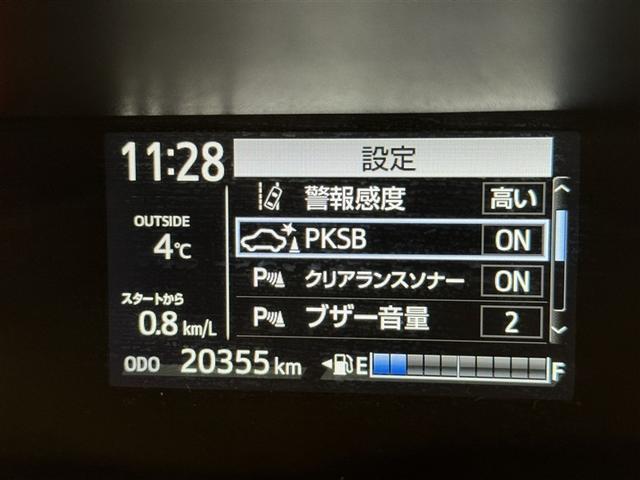 11:28
設定
OUTSIDE
4℃
スタートから
0.8 km/L
警報感度 高い
PKSB ON
P クリアランスソナー ON
P ブザー音量 2
ODO 20355 km
E F